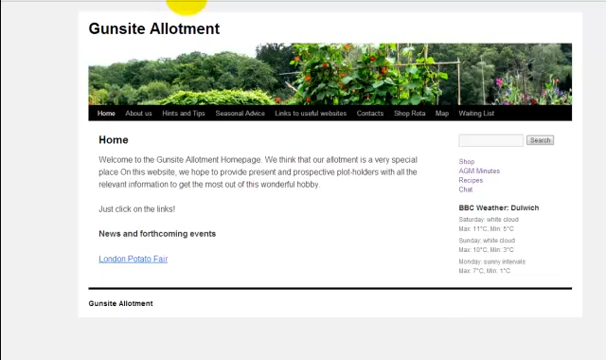 Gunsite Allotment
Home About us Hints and Tips Seasonal Advice Links to useful websites Contacts Shop Rota Map Waiting List
Home
Welcome to the Gunsite Allotment Homepage. We think that our allotment is a very special
place On this website, we hope to provide present and prospective plot-holders with all the
relevant information to get the most out of this wonderful hobby.
Just click on the links!
News and forthcoming events
London Potato Fair
Search
Shop
AGM Minutes
Recipes
Chat
BBC Weather: Dulwich
Saturday: white cloud
Max: 11°C, Min: 5°C
Sunday: white cloud
Max: 10°C, Min: 3°C
Monday: sunny intervals
Max: 7°C, Min: 1°C
Gunsite Allotment